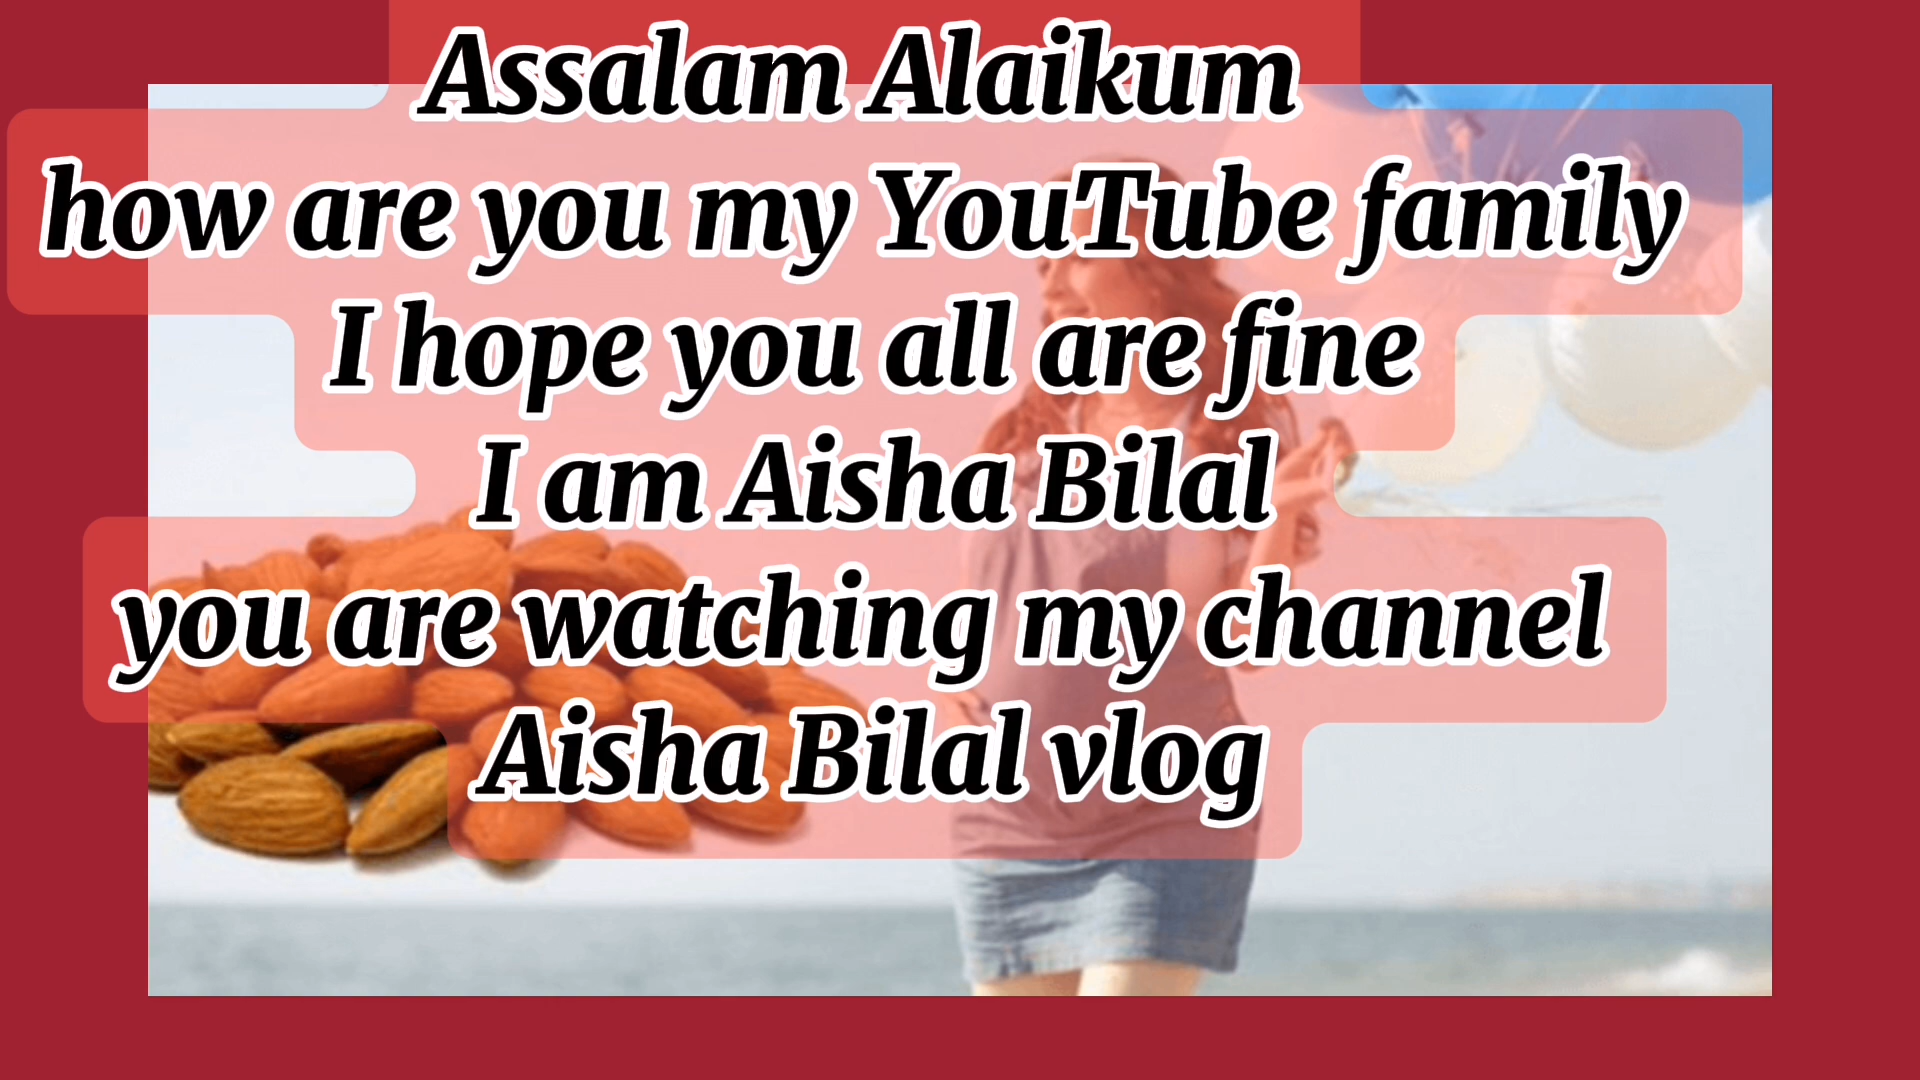 Assalam Alaikum
how are you my YouTube family
I hope you all are fine
I am Aisha Bilal
you are watching my channel
Aisha Bilal vlog